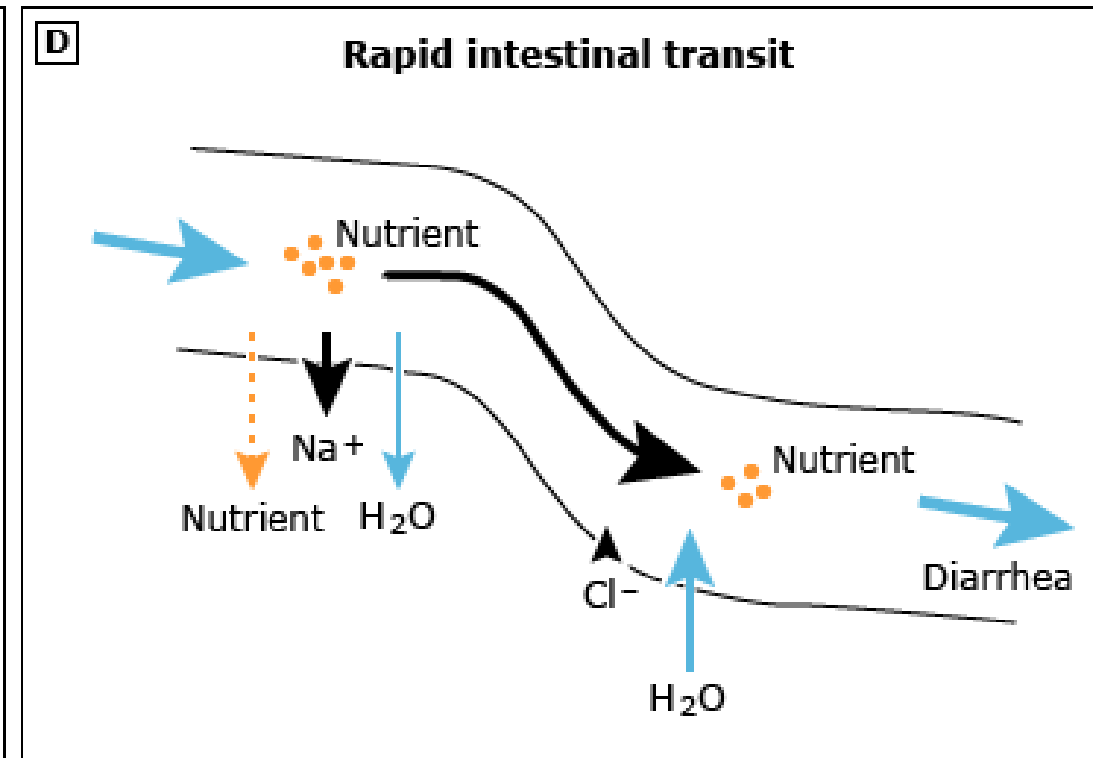 D
Rapid intestinal transit
Nutrient
Na+
Nutrient
H₂O
Nutrient
Cl–
Diarrhea
H₂O